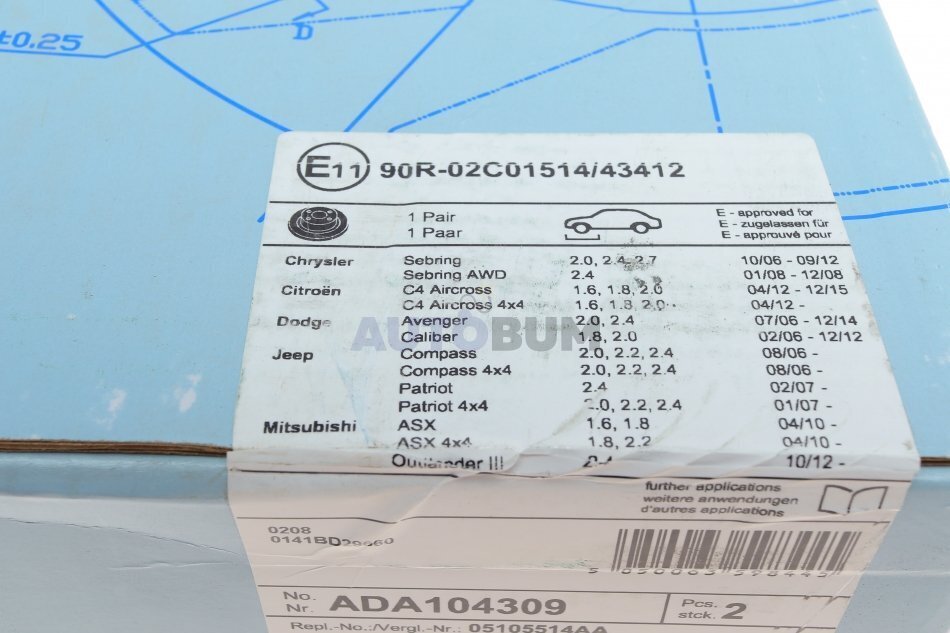 ±0.25
D
E11 90R-02C01514/43412
1 Pair
1 Paar
E - approved for
E - zugelassen für
E - approuvé pour
Chrysler Sebring 2.0, 2.4, 2.7 10/06 - 09/12
Sebring AWD 2.4 01/08 - 12/08
Citroën C4 Aircross 1.6, 1.8, 2.0 04/12 - 12/15
C4 Aircross 4x4 1.6, 1.8, 2.0 04/12 -
Dodge Avenger 2.0, 2.4 07/06 - 12/14
AUTOBUM
Caliber 1.8, 2.0 02/06 - 12/12
Jeep Compass 2.0, 2.2, 2.4 08/06 -
Compass 4x4 2.0, 2.2, 2.4 08/06 -
Patriot 2.4 02/07 -
Patriot 4x4 2.0, 2.2, 2.4 01/07 -
Mitsubishi ASX 1.6, 1.8 04/10 -
ASX 4x4 1.8, 2.2 04/10 -
Outlander III 2.4 10/12 -
further applications
weitere anwendungen
d'autres applications
0208
No.
Nr. ADA104309
Pcs.
stck. 2
Repl.-No.:/Vergl.-Nr.: 05105514AA